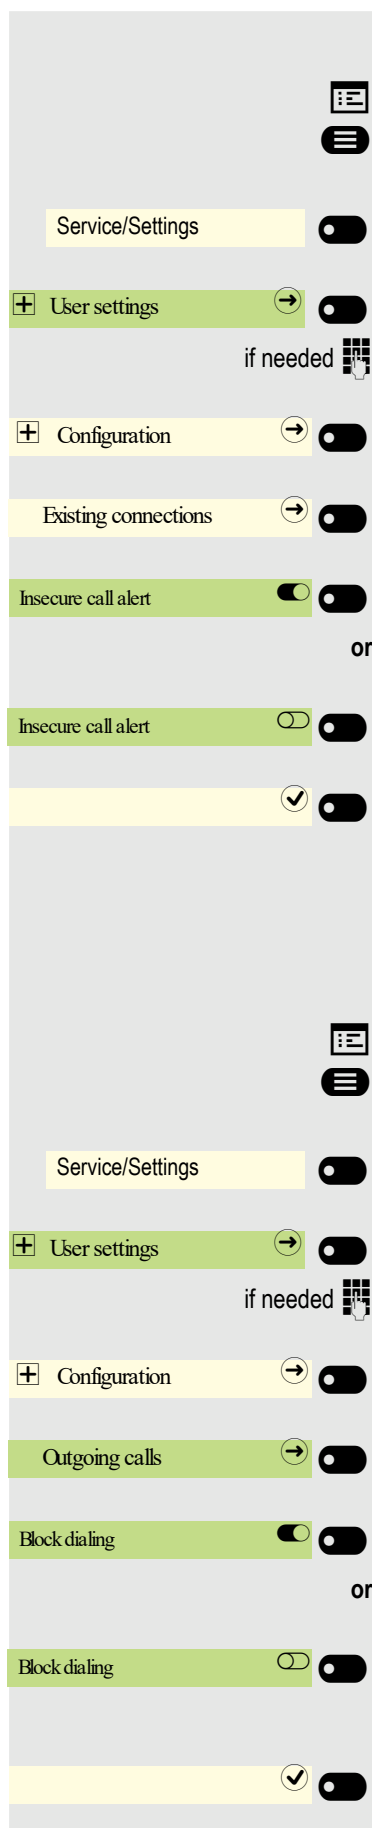 Service/Settings
User settings
if needed
Configuration
Existing connections
Insecure call alert
or
Insecure call alert
Service/Settings
User settings
if needed
Configuration
Outgoing calls
Block dialing
or
Block dialing